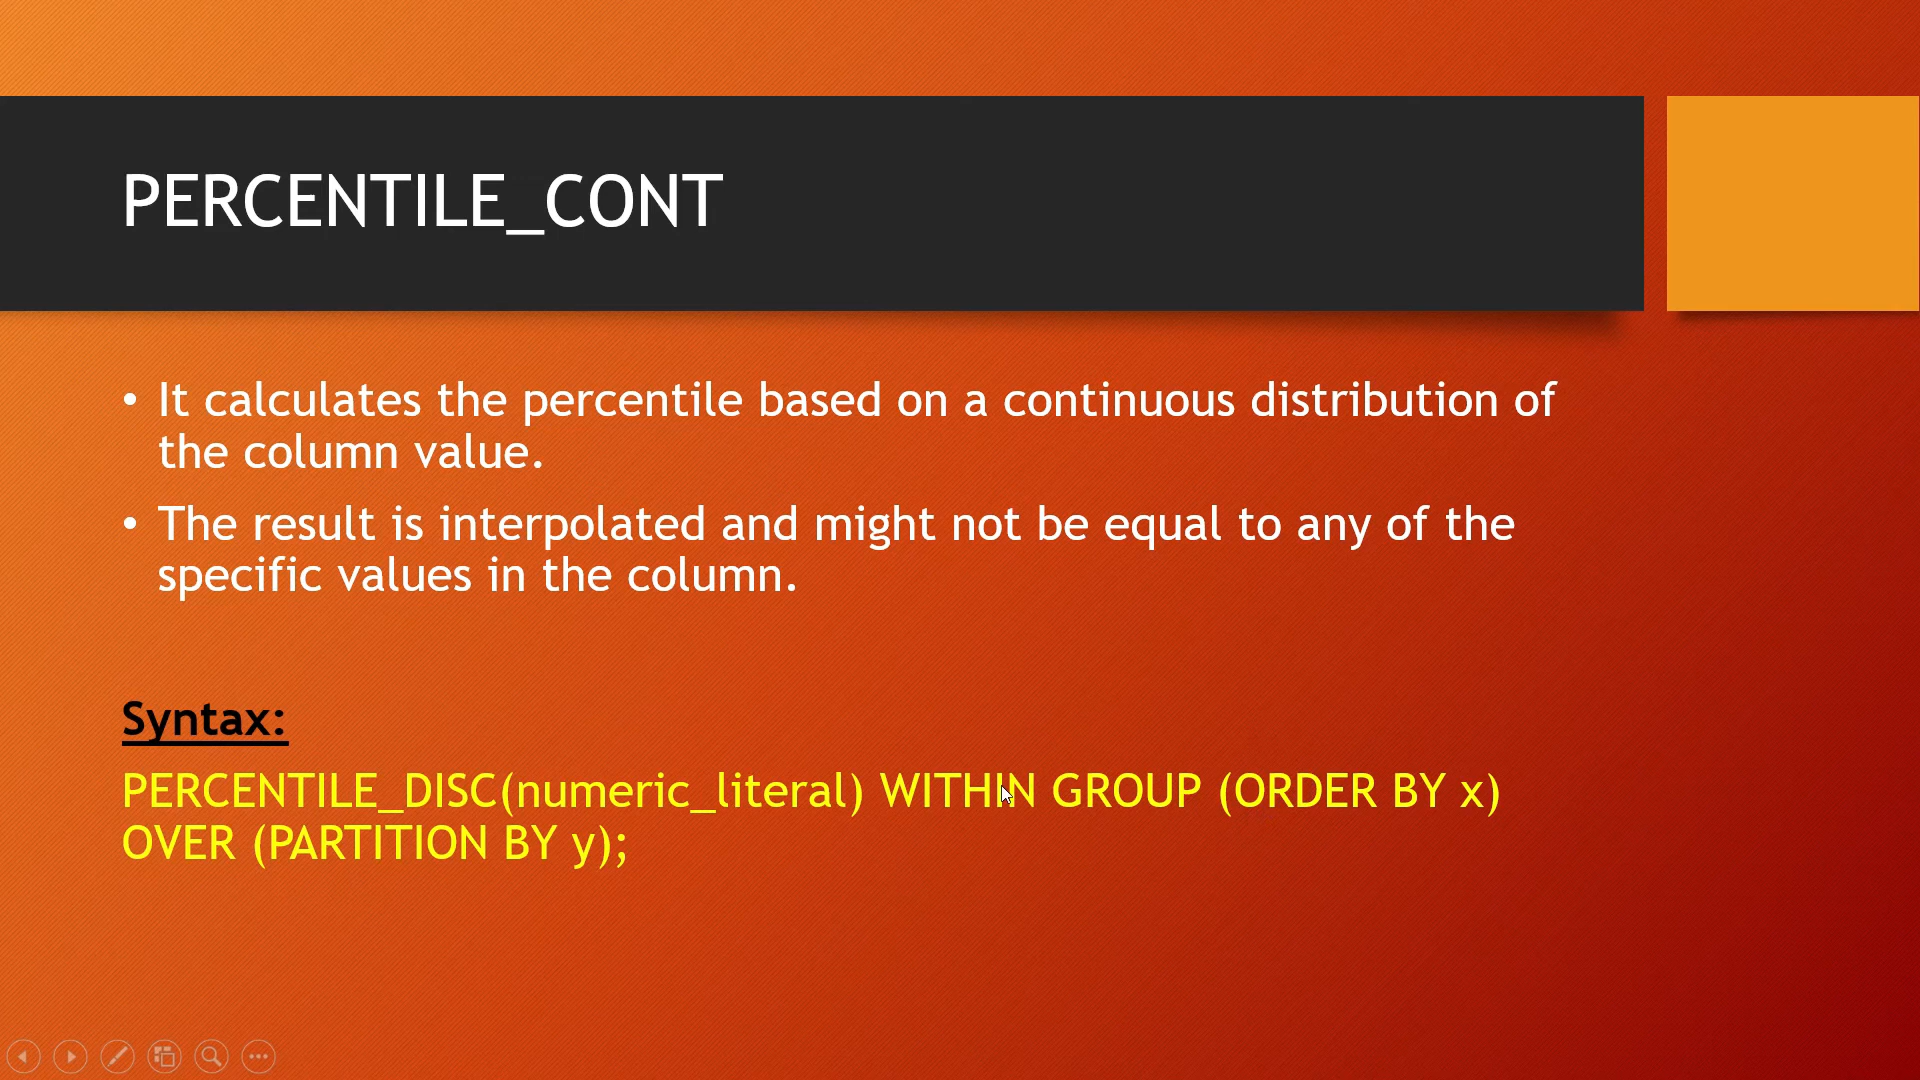 PERCENTILE_CONT
• It calculates the percentile based on a continuous distribution of
the column value.
• The result is interpolated and might not be equal to any of the
specific values in the column.
Syntax:
PERCENTILE_DISC(numeric_literal) WITHIN GROUP (ORDER BY x)
OVER (PARTITION BY y);